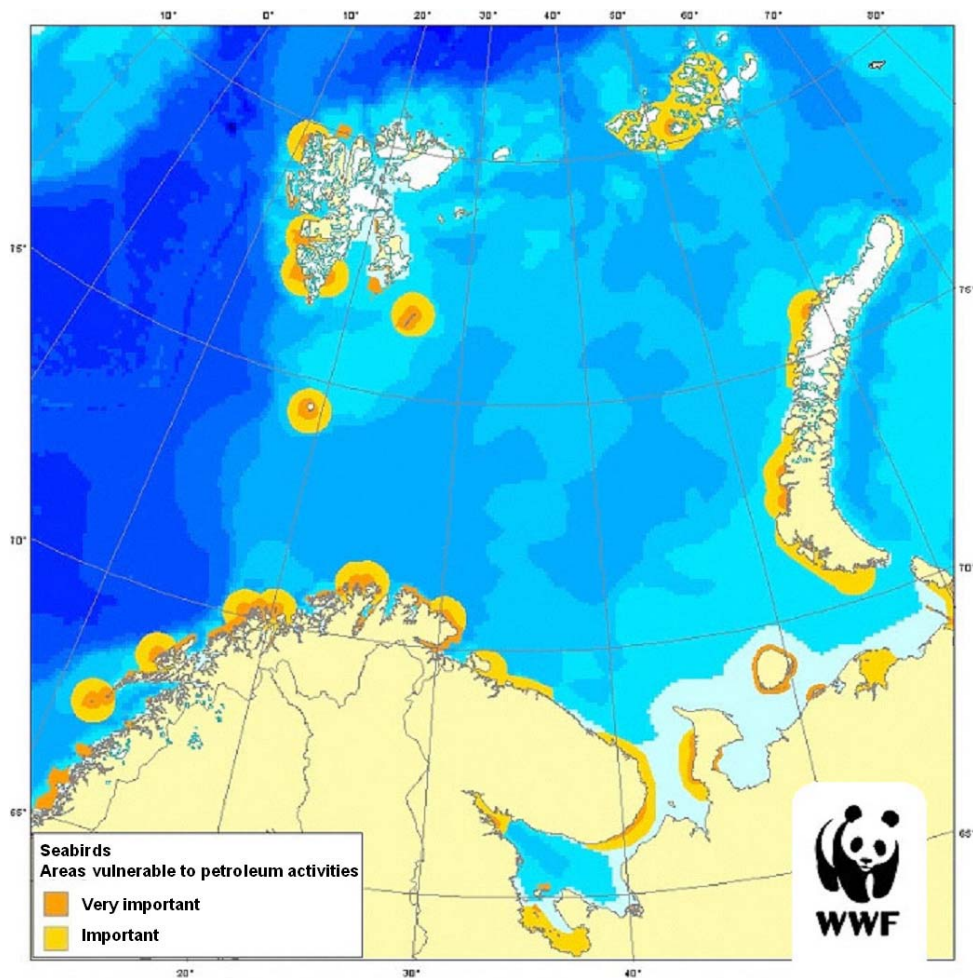 10° 0° 10° 20° 30° 40° 50° 60° 70° 80°
75°
75°
10°
70°
65°
65°
Seabirds
Areas vulnerable to petroleum activities
Very important
Important
WWF
20° 30° 40°